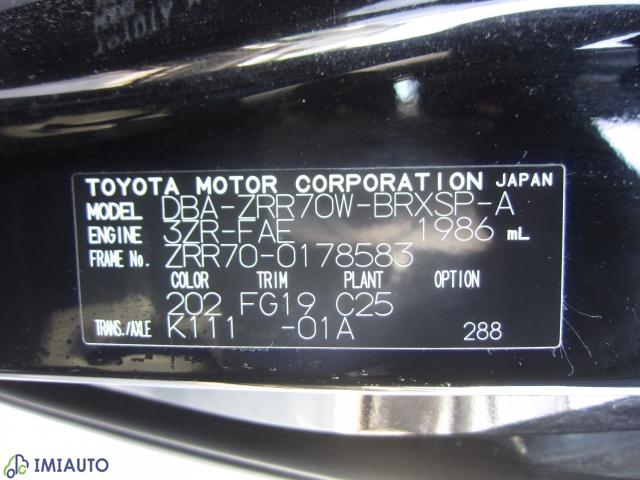 TOYOTA MOTOR CORPORATION JAPAN
MODEL DBA-ZRR70W-BRXSP-A
ENGINE 3ZR-FAE 1986 mL
FRAME NO. ZRR70-0178583
COLOR TRIM PLANT OPTION
202 FG19 C25
TRANS./AXLE K111 -01A 288
IMIAUTO